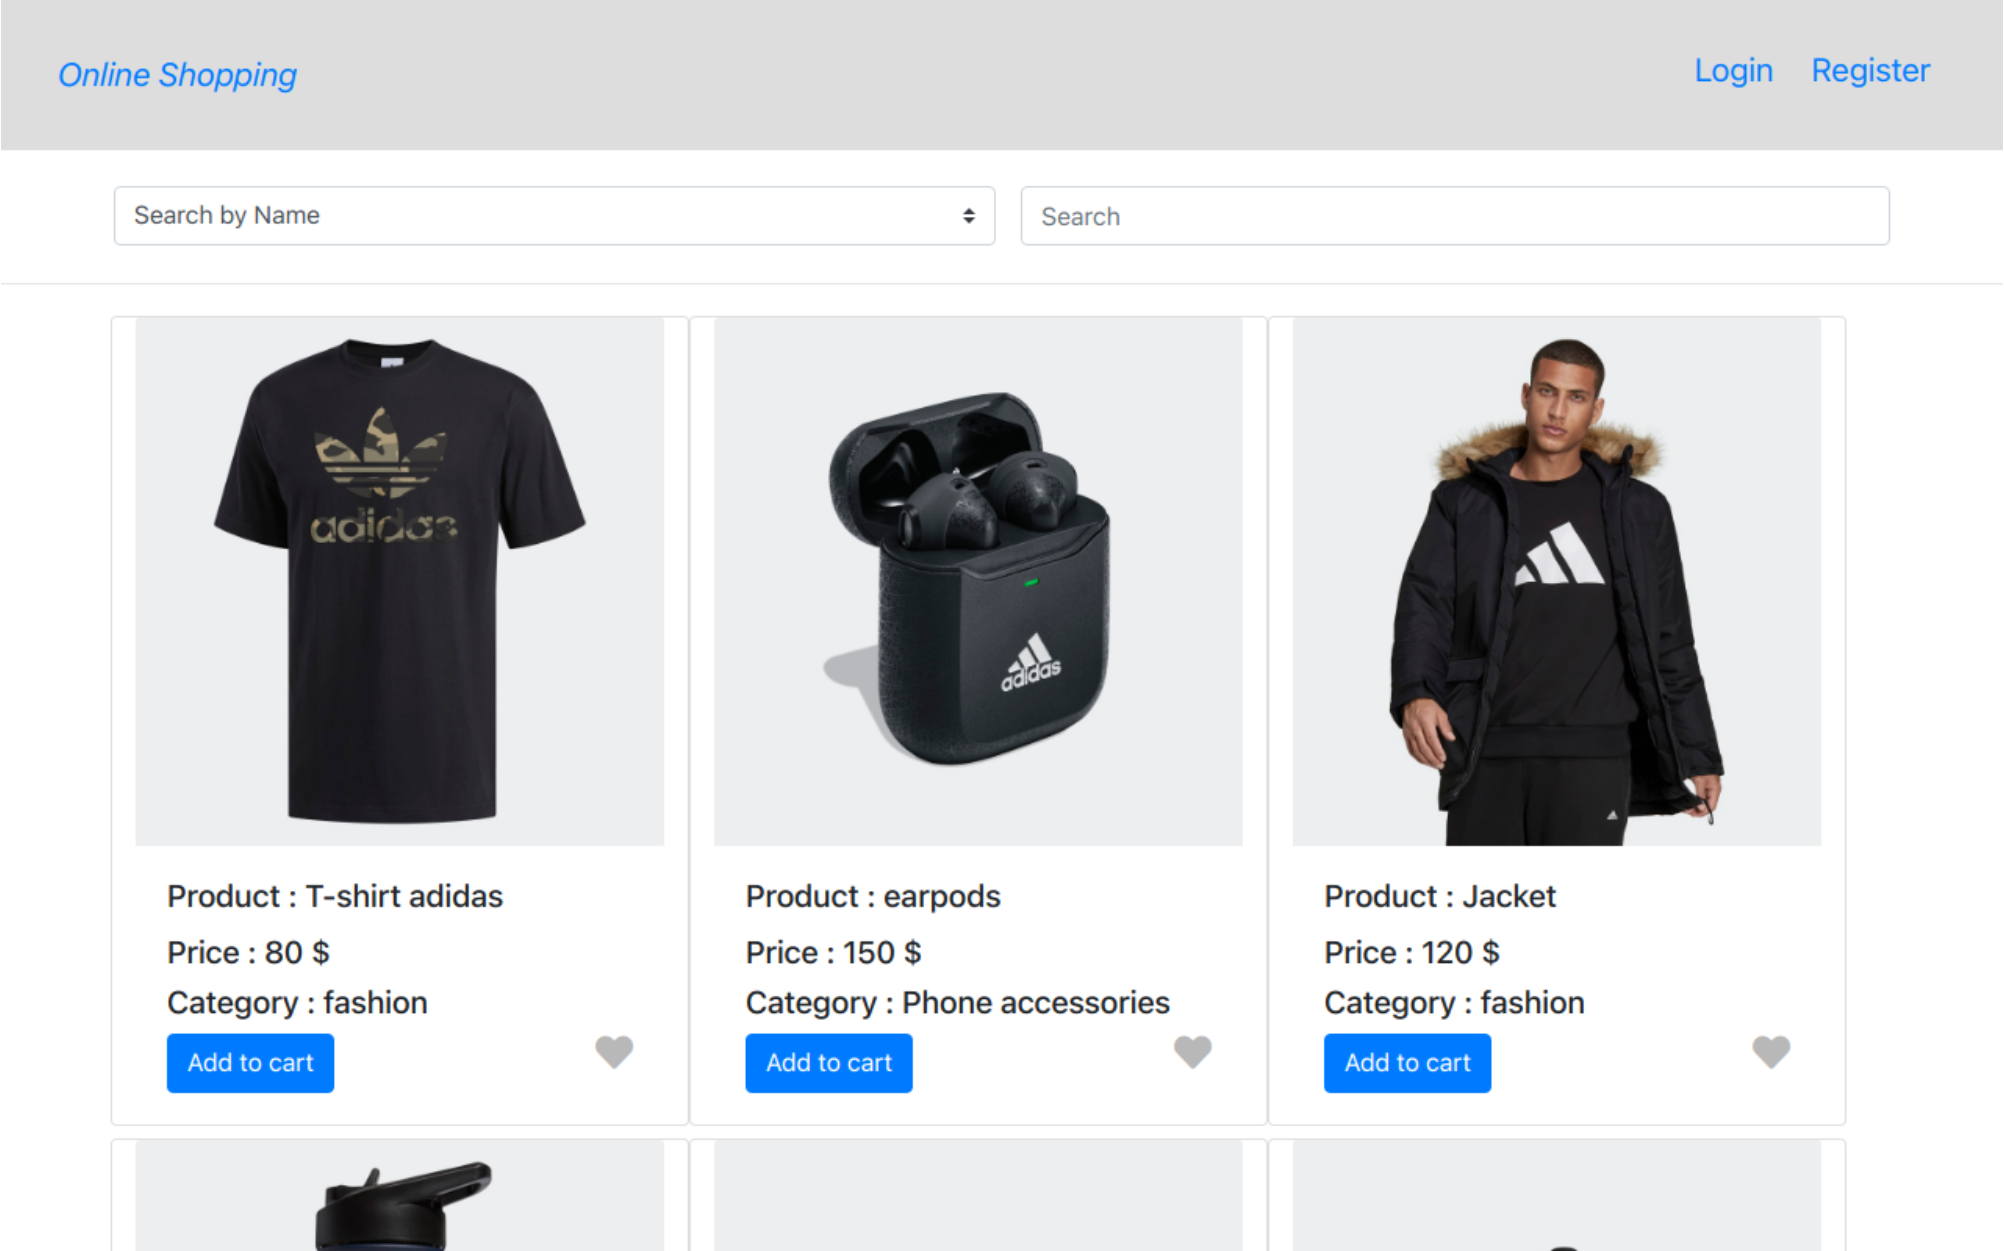 Online Shopping
Login Register
Search by Name
Search
adidas
adidas
Product : T-shirt adidas
Price : 80 $
Category : fashion
Add to cart
Product : earpods
Price : 150 $
Category : Phone accessories
Add to cart
Product : Jacket
Price : 120 $
Category : fashion
Add to cart